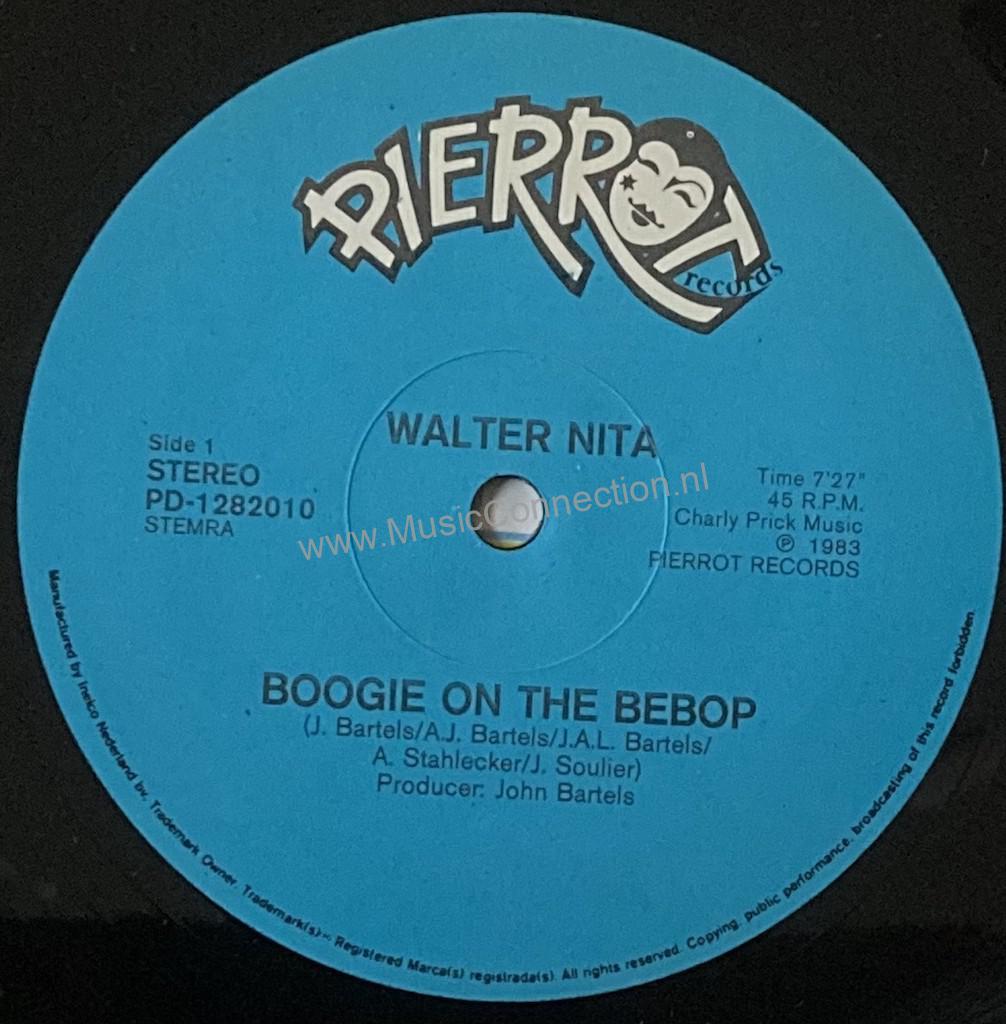 PIERROT
records
WALTER NITA
Side 1
STEREO
PD-1282010
STEMRA
Time 7'27"
45 R.P.M.
Charly Prick Music
℗ 1983
PIERROT RECORDS
www.MusicConnection.nl
BOOGIE ON THE BEBOP
(J. Bartels/A.J. Bartels/J.A.L. Bartels/
A. Stahlecker/J. Soulier)
Producer: John Bartels
Manufactured by Inelco Nederland bv. Trademark Owner. Trademark(s)~ Registered Marca(s) registrada(s). All rights reserved. Copying, public performance, broadcasting of this record forbidden